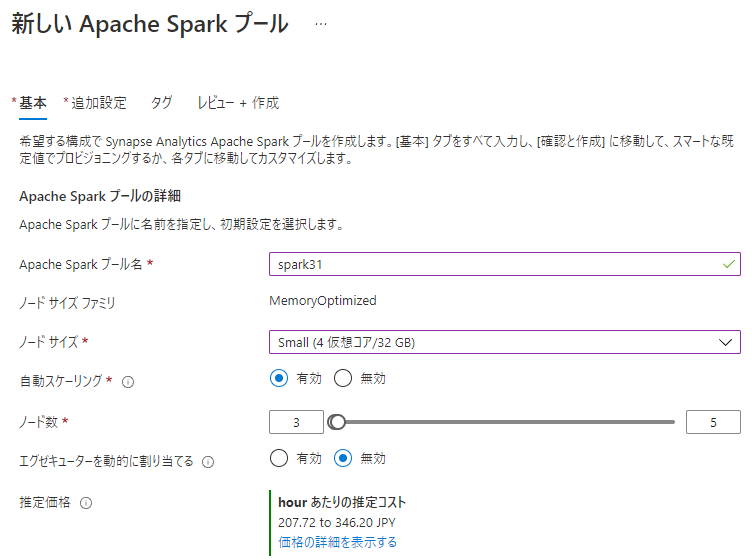 新しい Apache Spark プール ...
* 基本 * 追加設定 タグ レビュー + 作成
希望する構成で Synapse Analytics Apache Spark プールを作成します。[基本] タブをすべて入力し、[確認と作成] に移動して、スマートな既
定値でプロビジョニングするか、各タブに移動してカスタマイズします。
Apache Spark プールの詳細
Apache Spark プールに名前を指定し、初期設定を選択します。
Apache Spark プール名 * spark31
ノード サイズ ファミリ MemoryOptimized
ノード サイズ * Small (4 仮想コア/32 GB)
自動スケーリング * 有効 無効
ノード数 * 3 5
エグゼキューターを動的に割り当てる 有効 無効
推定価格 hour あたりの推定コスト
207.72 to 346.20 JPY
価格の詳細を表示する